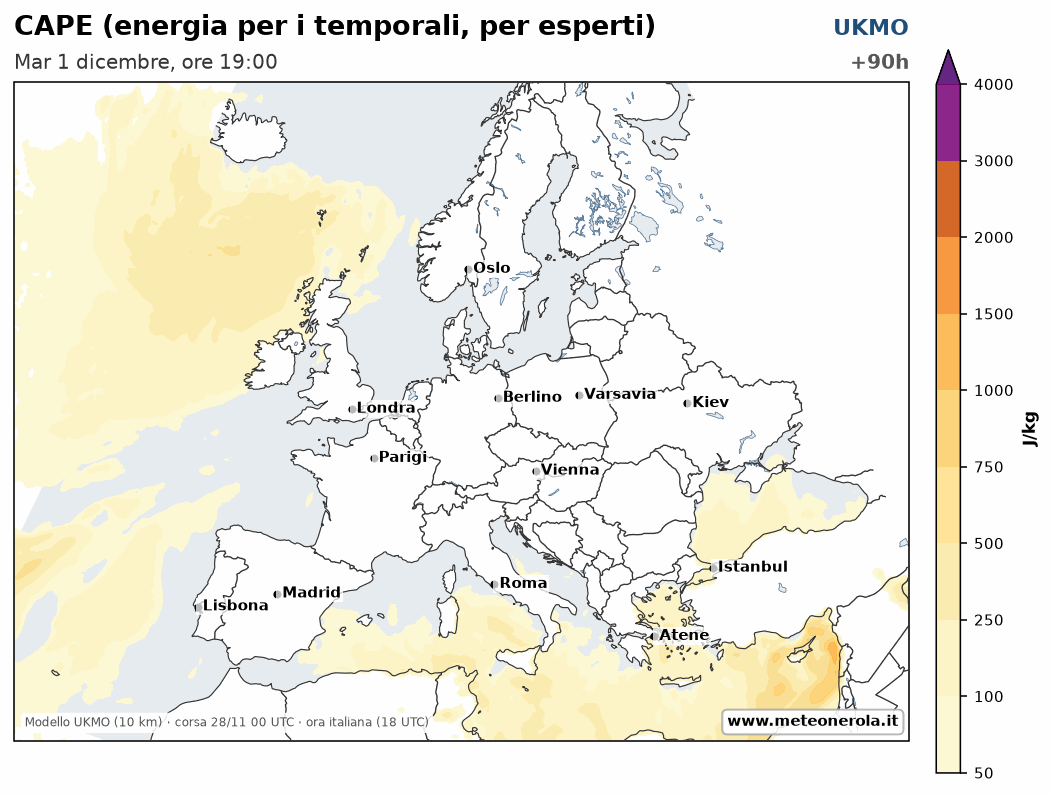 CAPE (energia per i temporali, per esperti)
UKMO
Mar 1 dicembre, ore 19:00
+90h
4000
3000
2000
1500
1000
750
500
250
100
50
J/kg
Oslo
Londra
Berlino
Varsavia
Kiev
Parigi
Vienna
Istanbul
Roma
Madrid
Lisbona
Atene
Modello UKMO (10 km) · corsa 28/11 00 UTC · ora italiana (18 UTC)
www.meteonerola.it